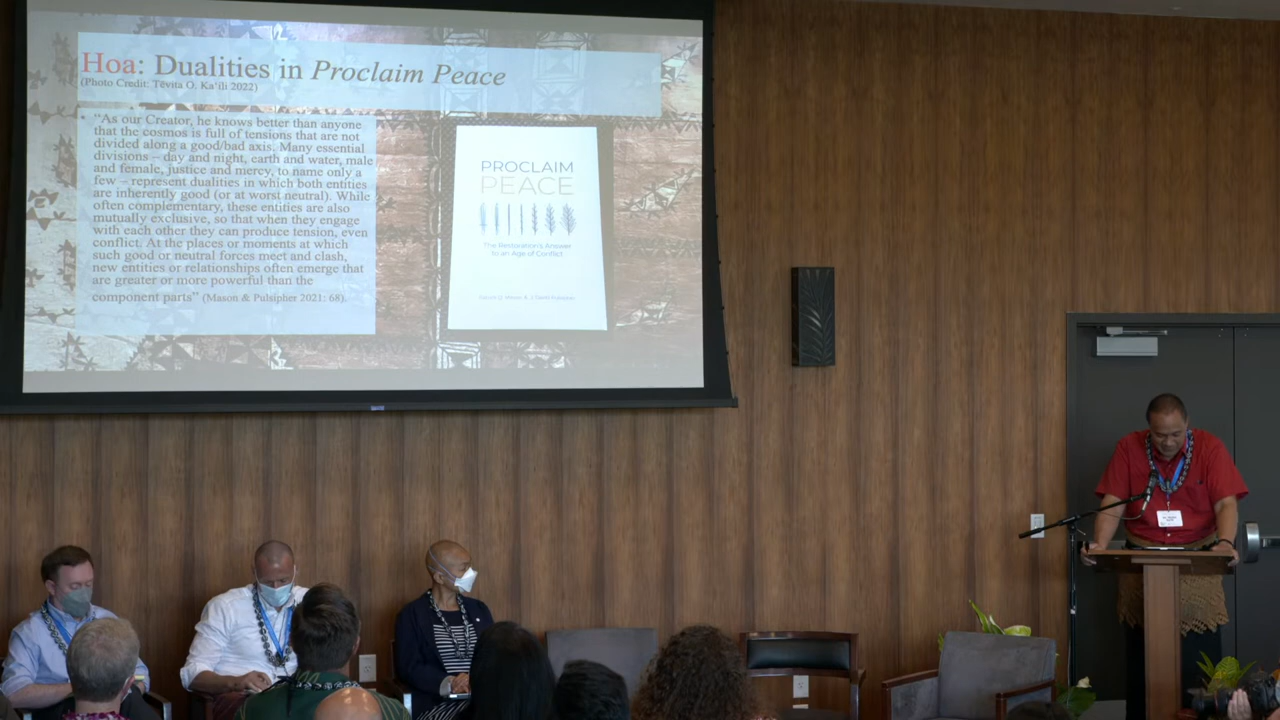 Hoa: Dualities in Proclaim Peace
(Photo Credit: Tēvita O. Kaʻili 2022)
• “As our Creator, he knows better than anyone
that the cosmos is full of tensions that are not
divided along a good/bad axis. Many essential
divisions – day and night, earth and water, male
and female, justice and mercy, to name only a
few – represent dualities in which both entities
are inherently good (or at worst neutral). While
often complementary, these entities are also
mutually exclusive, so that when they engage
with each other they can produce tension, even
conflict. At the places or moments at which
such good or neutral forces meet and clash,
new entities or relationships often emerge that
are greater or more powerful than the
component parts” (Mason & Pulsipher 2021: 68).
PROCLAIM
PEACE
The Restoration's Answer
to an Age of Conflict
Patrick Q. Mason & J. David Pulsipher